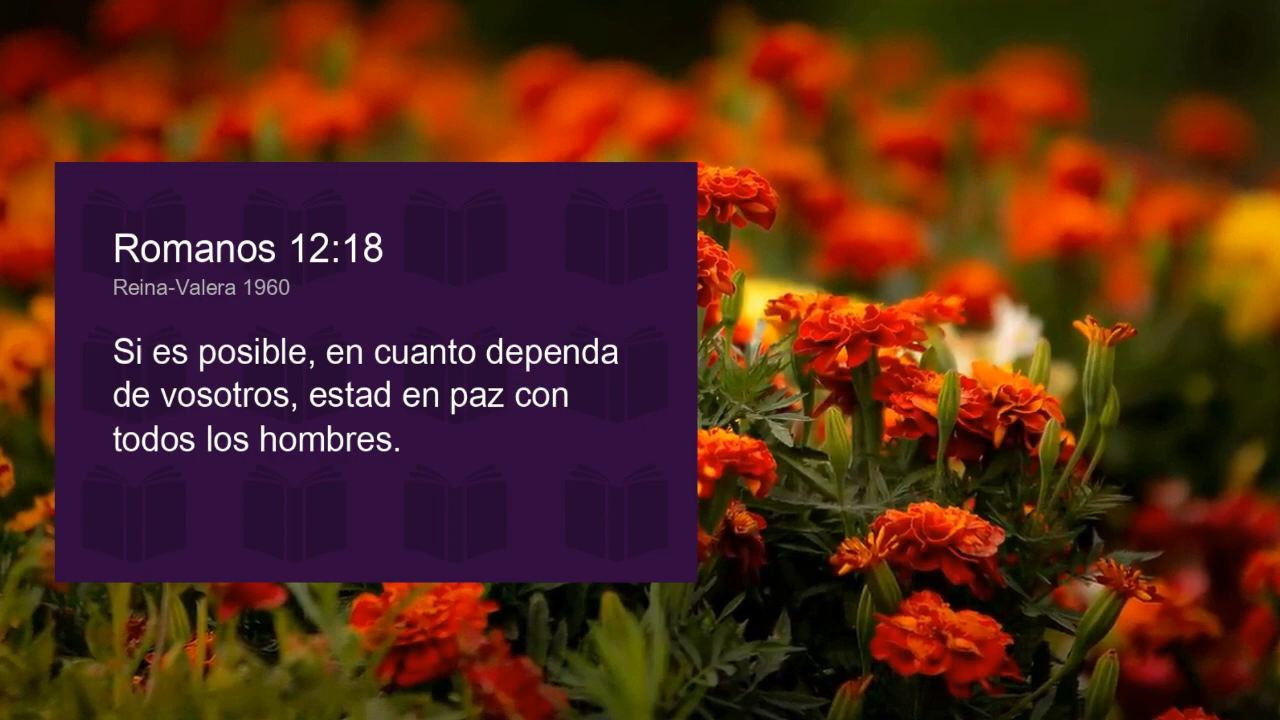 Romanos 12:18
Reina-Valera 1960
Si es posible, en cuanto dependa
de vosotros, estad en paz con
todos los hombres.